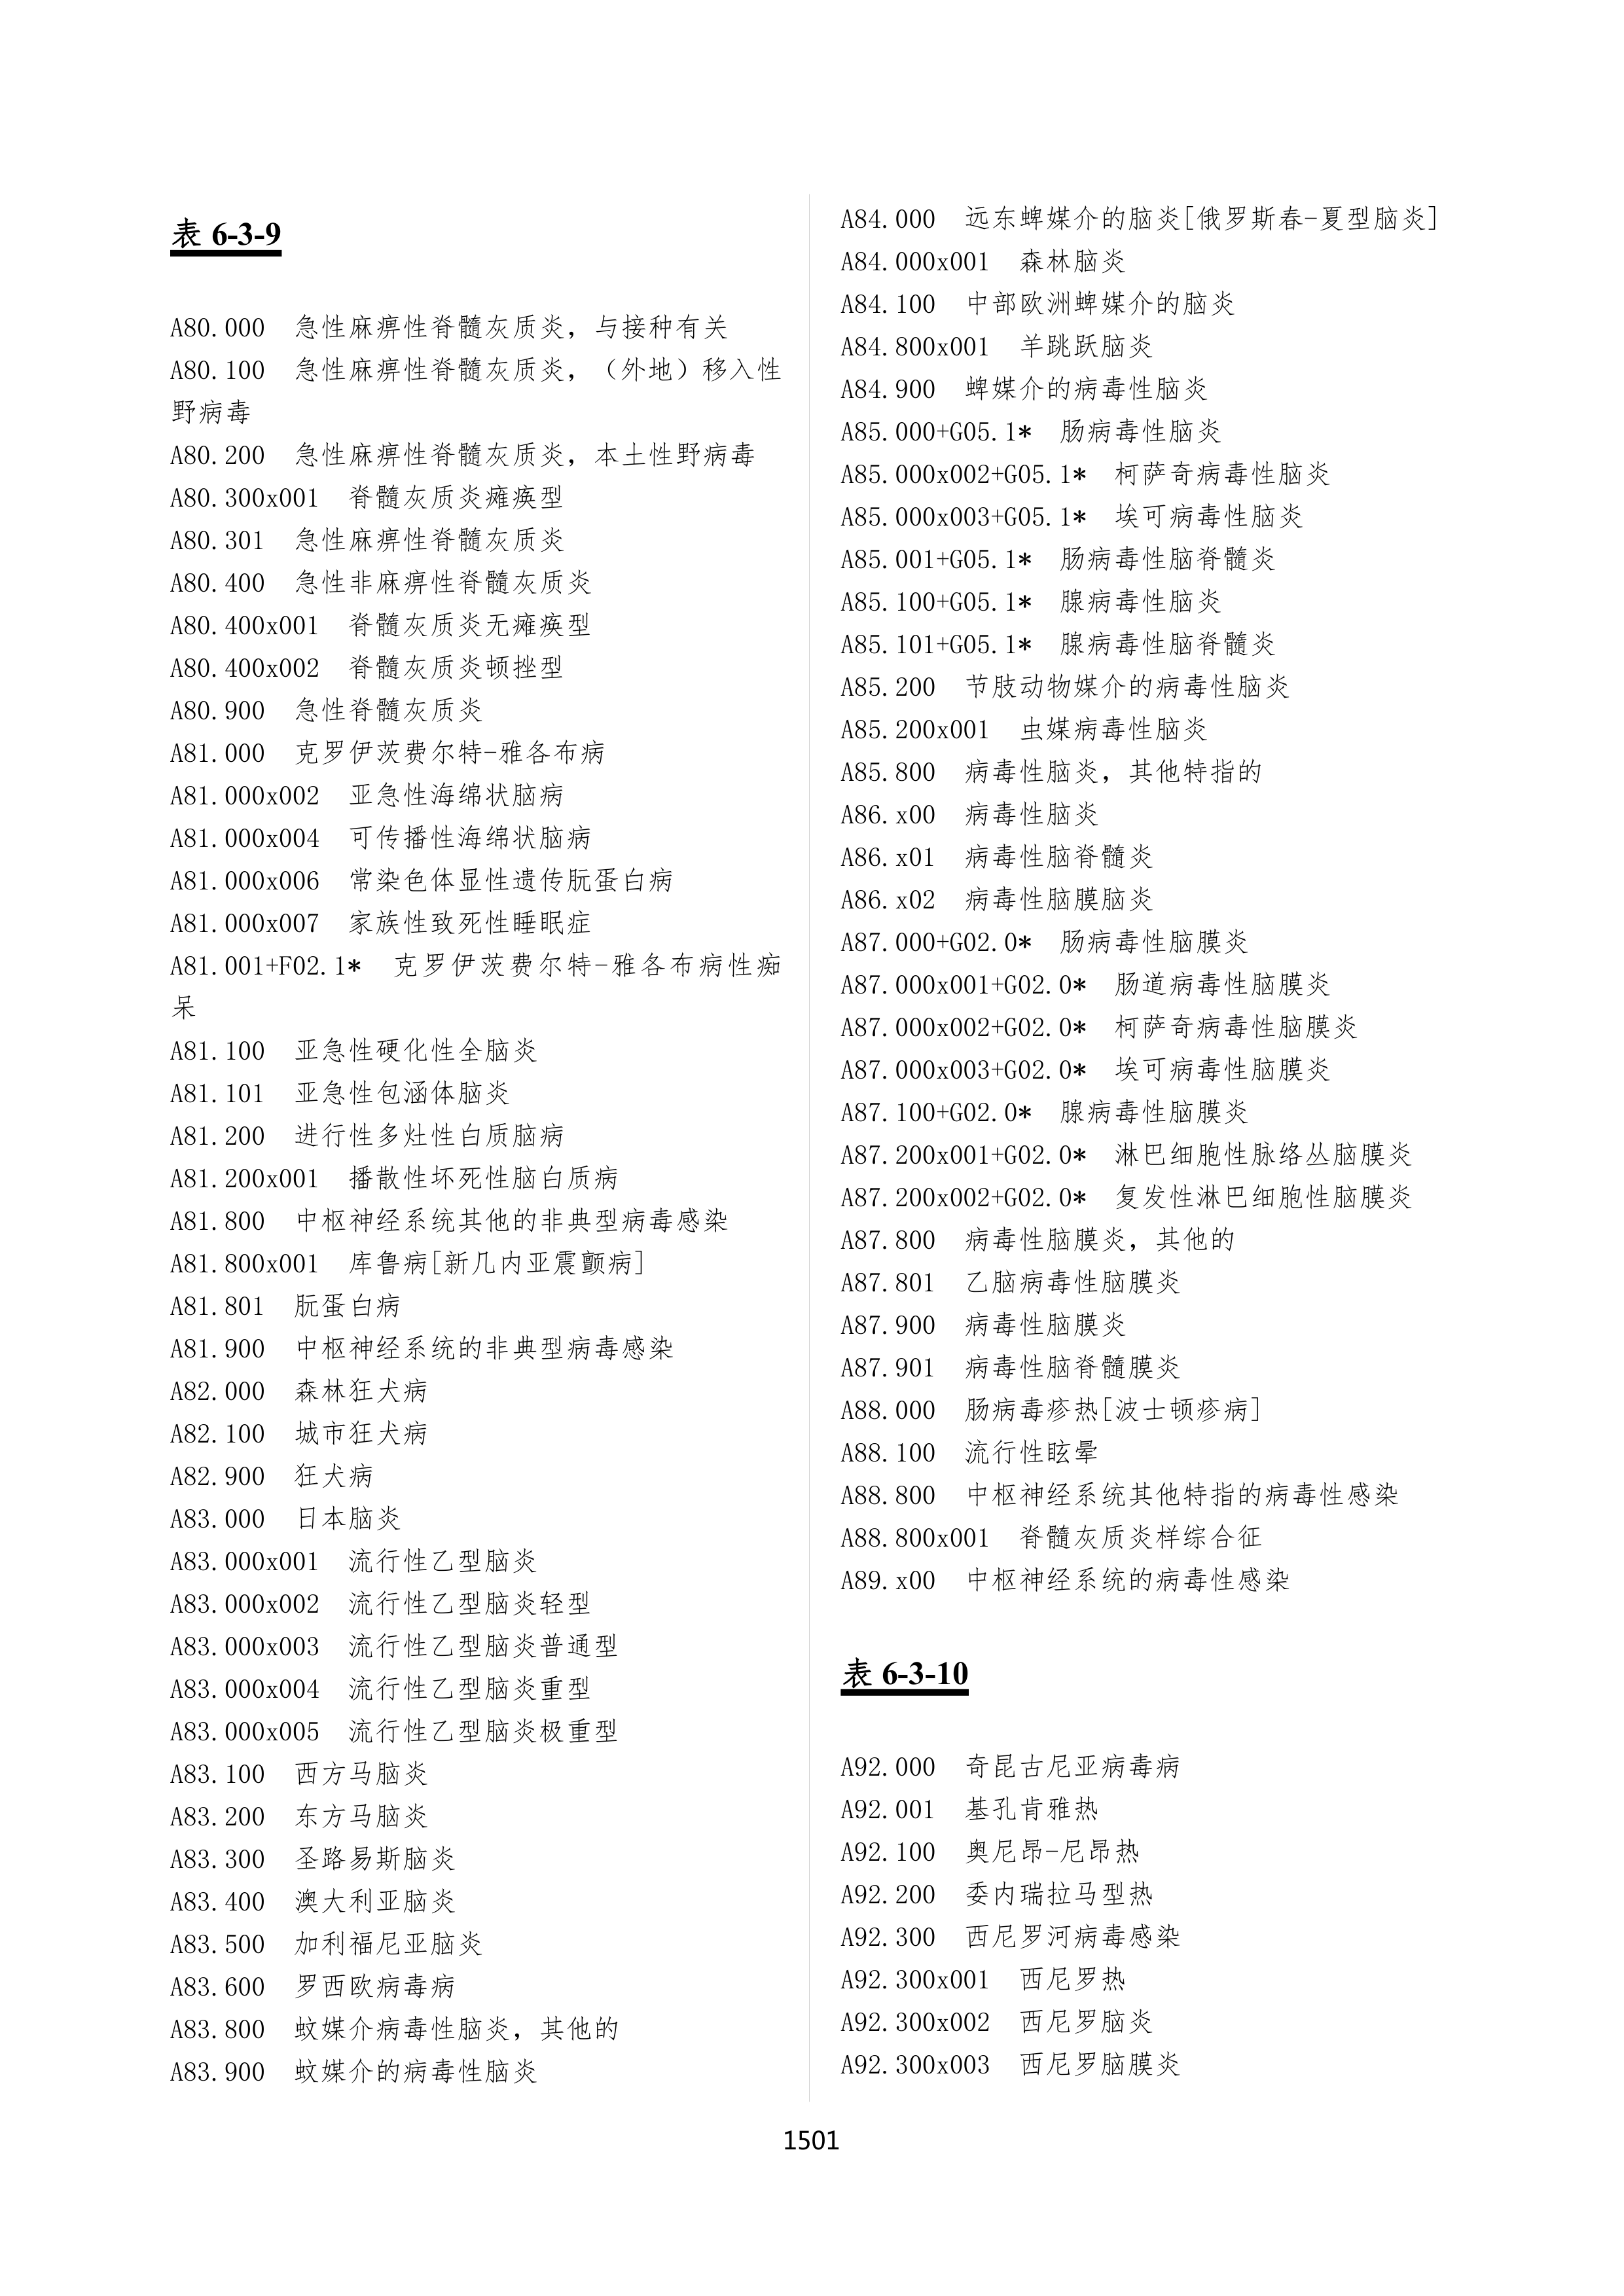 表 6-3-9
A80.000 急性麻痹性脊髓灰质炎，与接种有关
A80.100 急性麻痹性脊髓灰质炎，（外地）移入性
野病毒
A80.200 急性麻痹性脊髓灰质炎，本土性野病毒
A80.300x001 脊髓灰质炎瘫痪型
A80.301 急性麻痹性脊髓灰质炎
A80.400 急性非麻痹性脊髓灰质炎
A80.400x001 脊髓灰质炎无瘫痪型
A80.400x002 脊髓灰质炎顿挫型
A80.900 急性脊髓灰质炎
A81.000 克罗伊茨费尔特-雅各布病
A81.000x002 亚急性海绵状脑病
A81.000x004 可传播性海绵状脑病
A81.000x006 常染色体显性遗传朊蛋白病
A81.000x007 家族性致死性睡眠症
A81.001+F02.1* 克罗伊茨费尔特-雅各布病性痴
呆
A81.100 亚急性硬化性全脑炎
A81.101 亚急性包涵体脑炎
A81.200 进行性多灶性白质脑病
A81.200x001 播散性坏死性脑白质病
A81.800 中枢神经系统其他的非典型病毒感染
A81.800x001 库鲁病[新几内亚震颤病]
A81.801 朊蛋白病
A81.900 中枢神经系统的非典型病毒感染
A82.000 森林狂犬病
A82.100 城市狂犬病
A82.900 狂犬病
A83.000 日本脑炎
A83.000x001 流行性乙型脑炎
A83.000x002 流行性乙型脑炎轻型
A83.000x003 流行性乙型脑炎普通型
A83.000x004 流行性乙型脑炎重型
A83.000x005 流行性乙型脑炎极重型
A83.100 西方马脑炎
A83.200 东方马脑炎
A83.300 圣路易斯脑炎
A83.400 澳大利亚脑炎
A83.500 加利福尼亚脑炎
A83.600 罗西欧病毒病
A83.800 蚊媒介病毒性脑炎，其他的
A83.900 蚊媒介的病毒性脑炎
A84.000 远东蜱媒介的脑炎[俄罗斯春-夏型脑炎]
A84.000x001 森林脑炎
A84.100 中部欧洲蜱媒介的脑炎
A84.800x001 羊跳跃脑炎
A84.900 蜱媒介的病毒性脑炎
A85.000+G05.1* 肠病毒性脑炎
A85.000x002+G05.1* 柯萨奇病毒性脑炎
A85.000x003+G05.1* 埃可病毒性脑炎
A85.001+G05.1* 肠病毒性脑脊髓炎
A85.100+G05.1* 腺病毒性脑炎
A85.101+G05.1* 腺病毒性脑脊髓炎
A85.200 节肢动物媒介的病毒性脑炎
A85.200x001 虫媒病毒性脑炎
A85.800 病毒性脑炎，其他特指的
A86.x00 病毒性脑炎
A86.x01 病毒性脑脊髓炎
A86.x02 病毒性脑膜脑炎
A87.000+G02.0* 肠病毒性脑膜炎
A87.000x001+G02.0* 肠道病毒性脑膜炎
A87.000x002+G02.0* 柯萨奇病毒性脑膜炎
A87.000x003+G02.0* 埃可病毒性脑膜炎
A87.100+G02.0* 腺病毒性脑膜炎
A87.200x001+G02.0* 淋巴细胞性脉络丛脑膜炎
A87.200x002+G02.0* 复发性淋巴细胞性脑膜炎
A87.800 病毒性脑膜炎，其他的
A87.801 乙脑病毒性脑膜炎
A87.900 病毒性脑膜炎
A87.901 病毒性脑脊髓膜炎
A88.000 肠病毒疹热[波士顿疹病]
A88.100 流行性眩晕
A88.800 中枢神经系统其他特指的病毒性感染
A88.800x001 脊髓灰质炎样综合征
A89.x00 中枢神经系统的病毒性感染
表 6-3-10
A92.000 奇昆古尼亚病毒病
A92.001 基孔肯雅热
A92.100 奥尼昂-尼昂热
A92.200 委内瑞拉马型热
A92.300 西尼罗河病毒感染
A92.300x001 西尼罗热
A92.300x002 西尼罗脑炎
A92.300x003 西尼罗脑膜炎
1501